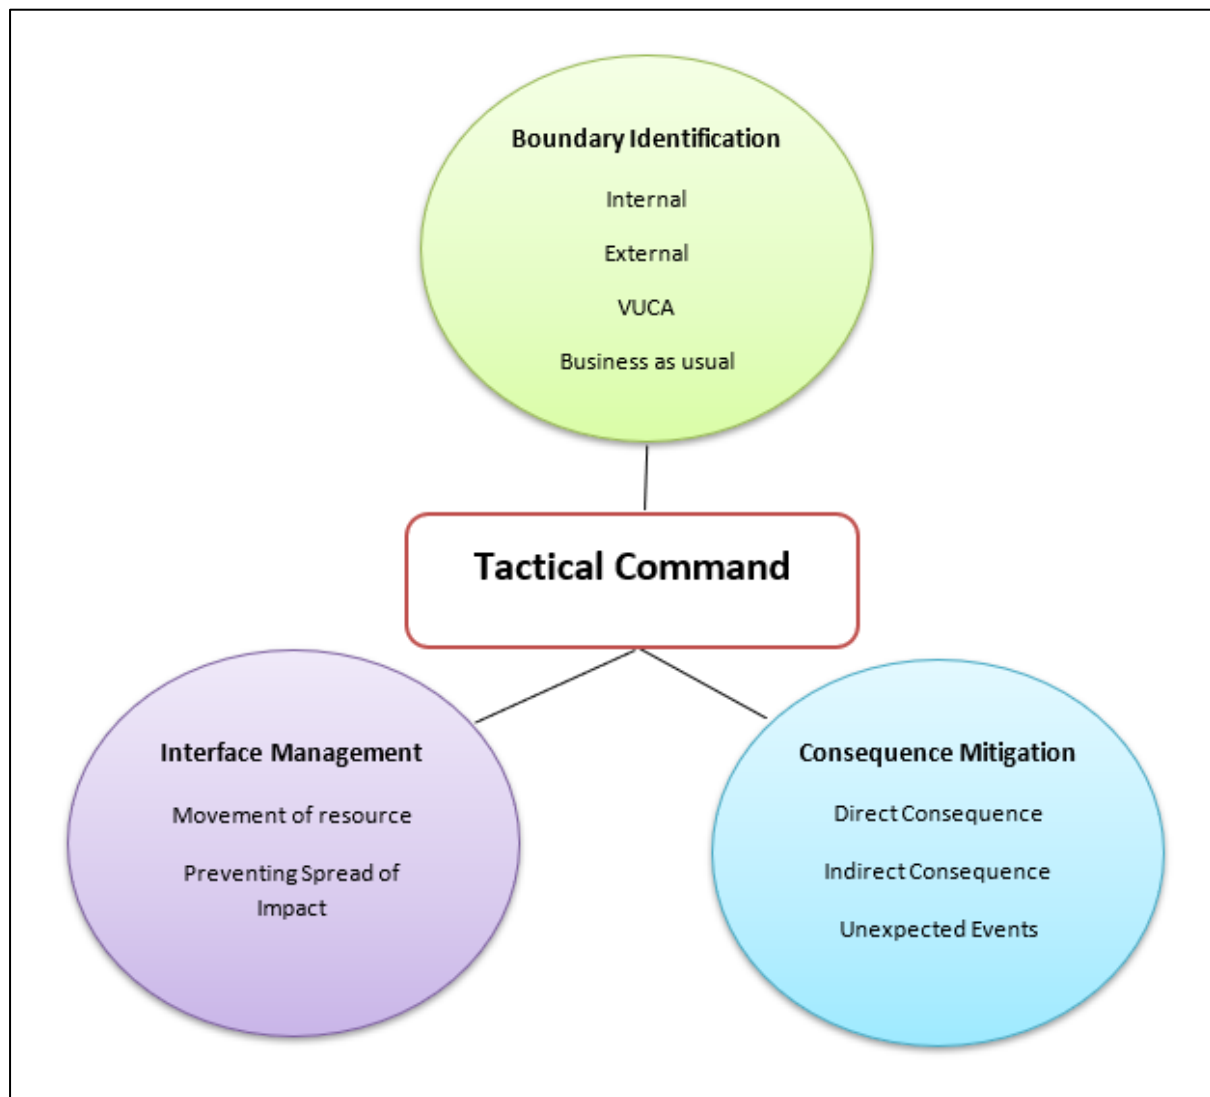 Boundary Identification
Internal
External
VUCA
Business as usual
Tactical Command
Interface Management
Movement of resource
Preventing Spread of
Impact
Consequence Mitigation
Direct Consequence
Indirect Consequence
Unexpected Events